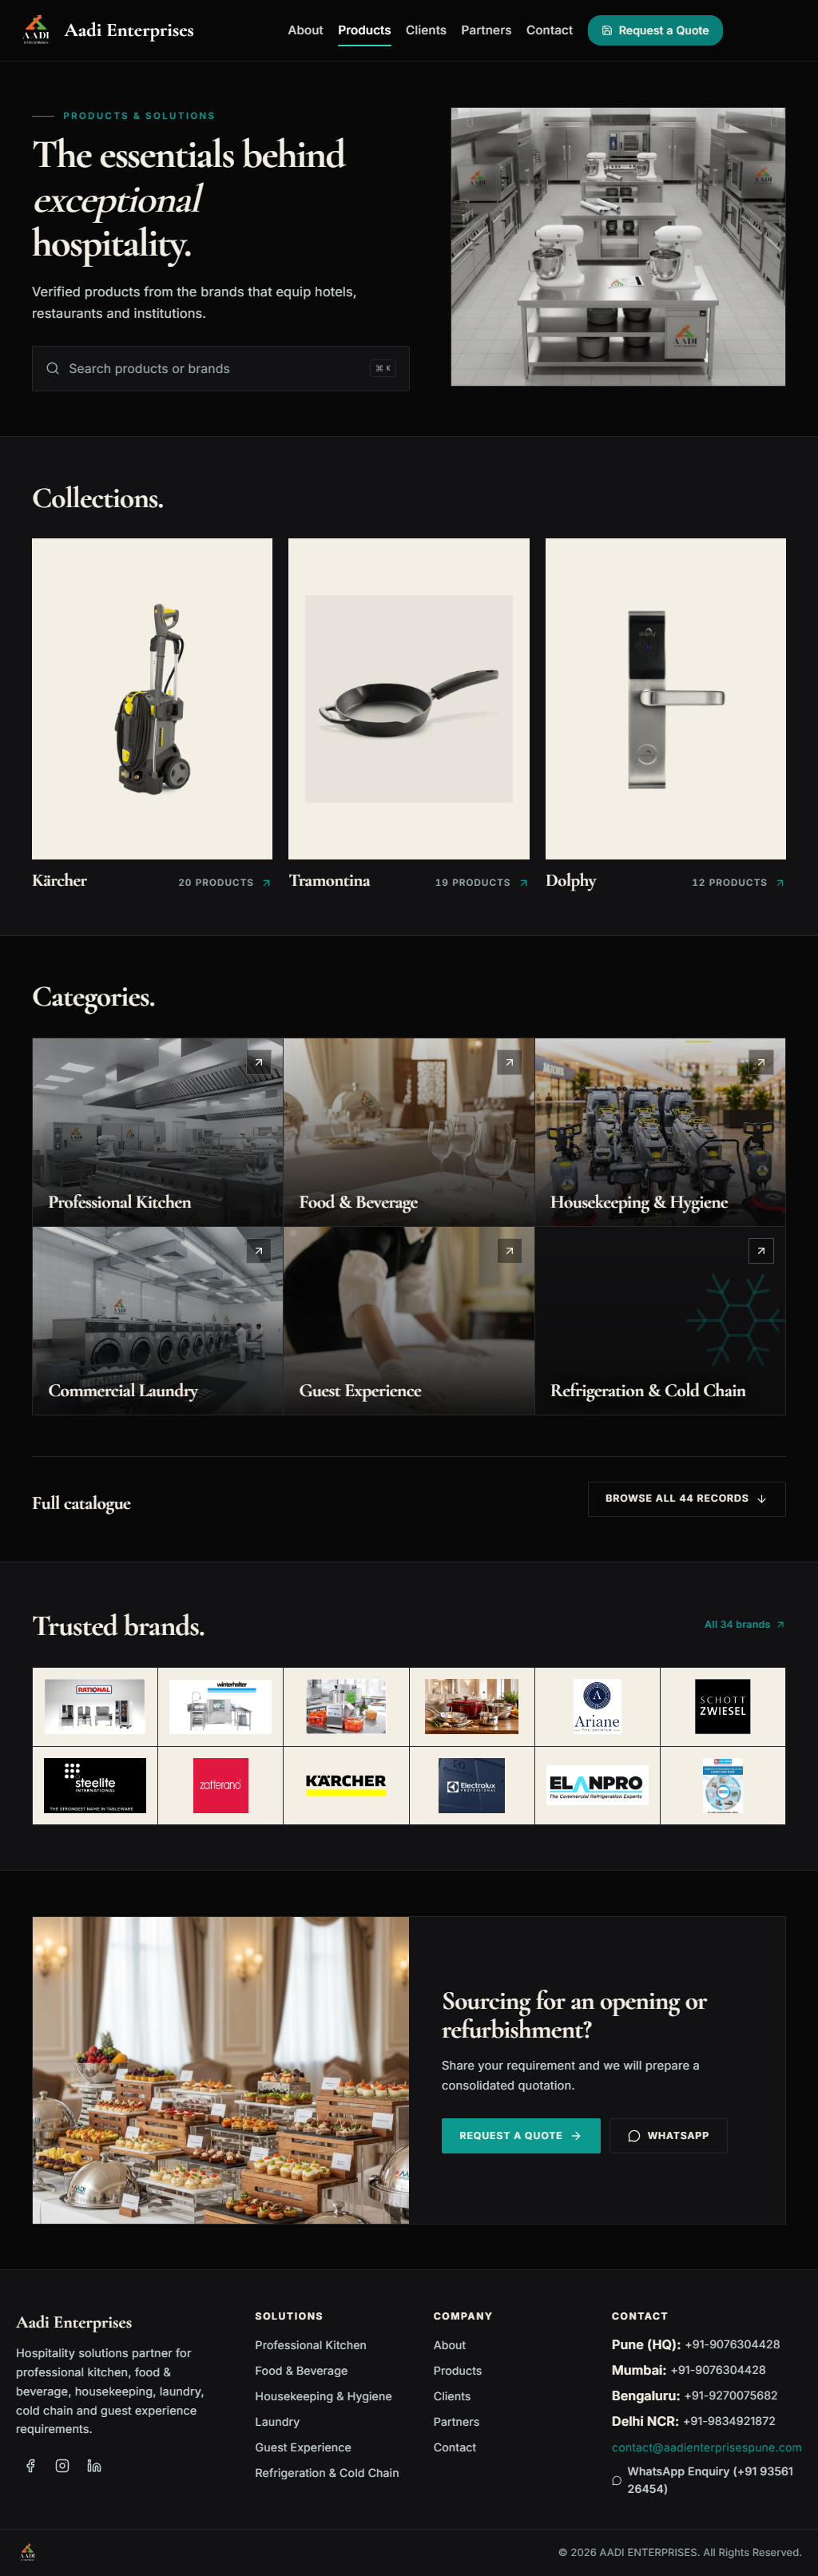 AADI
Aadi Enterprises
About
Products
Clients
Partners
Contact
Request a Quote
PRODUCTS & SOLUTIONS
The essentials behind
exceptional
hospitality.
Verified products from the brands that equip hotels,
restaurants and institutions.
Search products or brands
⌘ K
AADI
Collections.
Kärcher
20 PRODUCTS
Tramontina
19 PRODUCTS
Dolphy
12 PRODUCTS
Categories.
Professional Kitchen
Food & Beverage
Housekeeping & Hygiene
Commercial Laundry
Guest Experience
Refrigeration & Cold Chain
Full catalogue
BROWSE ALL 44 RECORDS
Trusted brands.
All 34 brands
RATIONAL
winterhalter
A
Ariane
SCHOTT
ZWIESEL
steelite
INTERNATIONAL
THE STRONGEST NAME IN TABLEWARE
zafferano
KÄRCHER
Electrolux
PROFESSIONAL
ELANPRO
The Commercial Refrigeration Experts
Sourcing for an opening or
refurbishment?
Share your requirement and we will prepare a
consolidated quotation.
REQUEST A QUOTE
WHATSAPP
Aadi Enterprises
Hospitality solutions partner for
professional kitchen, food &
beverage, housekeeping, laundry,
cold chain and guest experience
requirements.
SOLUTIONS
Professional Kitchen
Food & Beverage
Housekeeping & Hygiene
Laundry
Guest Experience
Refrigeration & Cold Chain
COMPANY
About
Products
Clients
Partners
Contact
CONTACT
Pune (HQ): +91-9076304428
Mumbai: +91-9076304428
Bengaluru: +91-9270075682
Delhi NCR: +91-9834921872
contact@aadienterprisespune.com
WhatsApp Enquiry (+91 93561
26454)
AADI
© 2026 AADI ENTERPRISES. All Rights Reserved.